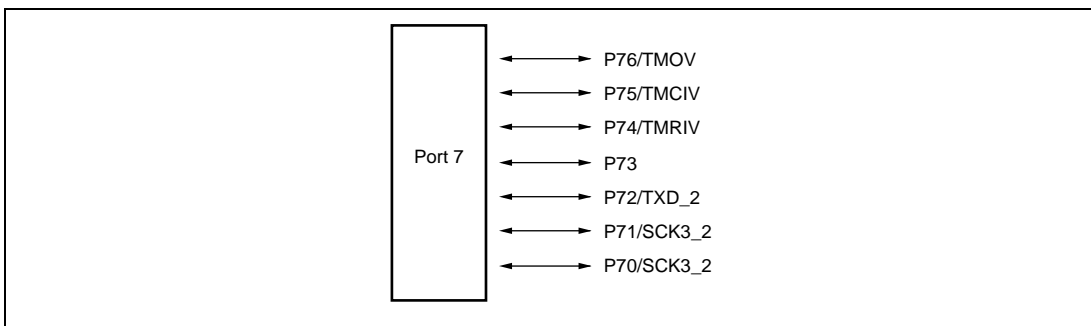 Port 7
P76/TMOV
P75/TMCIV
P74/TMRIV
P73
P72/TXD_2
P71/SCK3_2
P70/SCK3_2